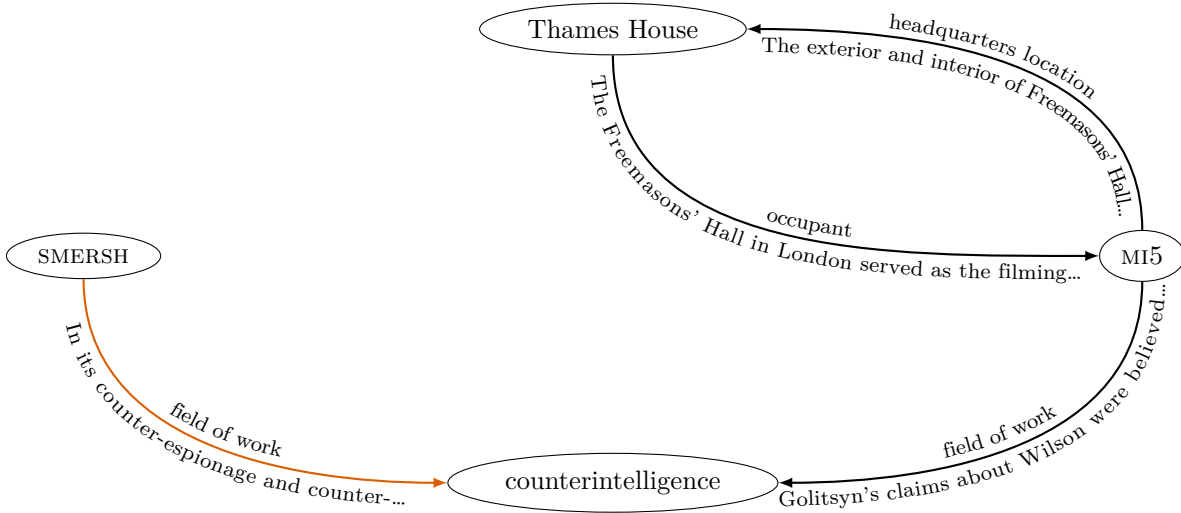 Thames House
headquarters location
The exterior and interior of Freemasons' Hall...
The Freemasons' Hall in London served as the filming...
occupant
SMERSH
MI5
In its counter-espionage and counter-...
field of work
field of work
Golitsyn's claims about Wilson were believed...
counterintelligence